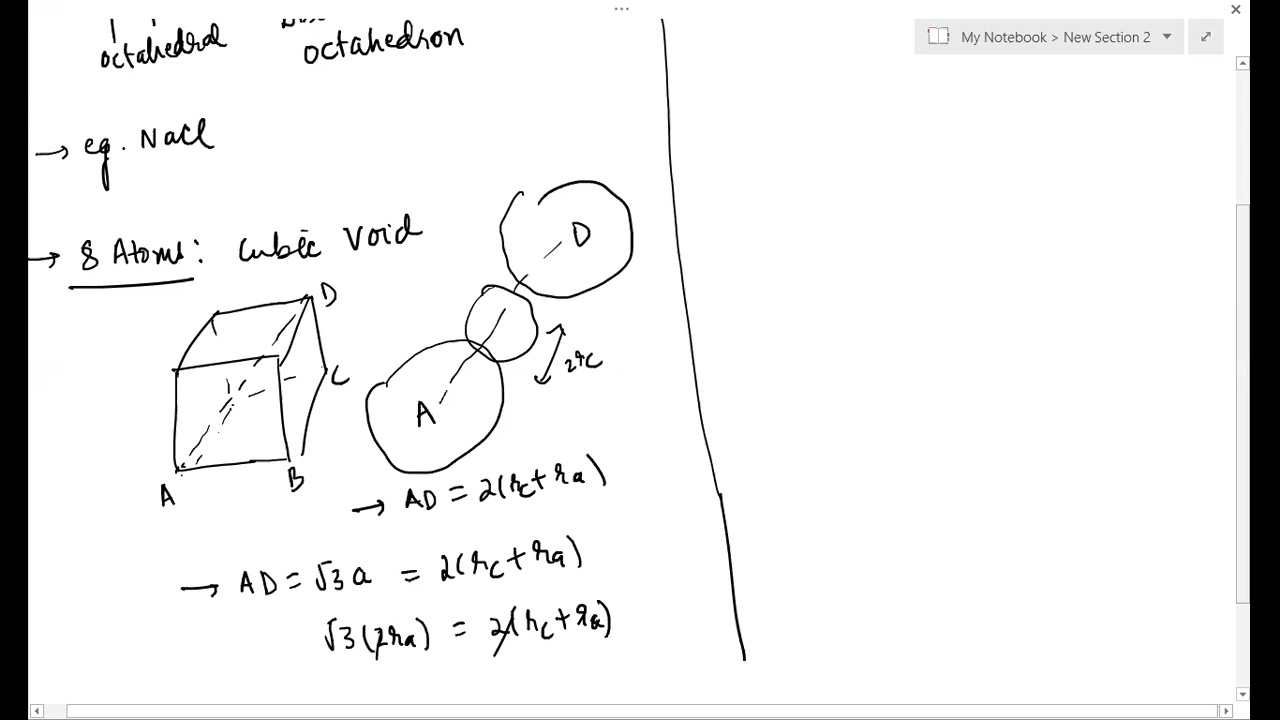 My Notebook > New Section 2
octahedral
octahedron
→ eg. NaCl
→ 8 Atoms: Cubic Void
D
C
A
B
D
A
2rc
→ AD = 2(rc + ra)
→ AD = √3 a = 2(rc + ra)
√3(2ra) = 2(rc + ra)